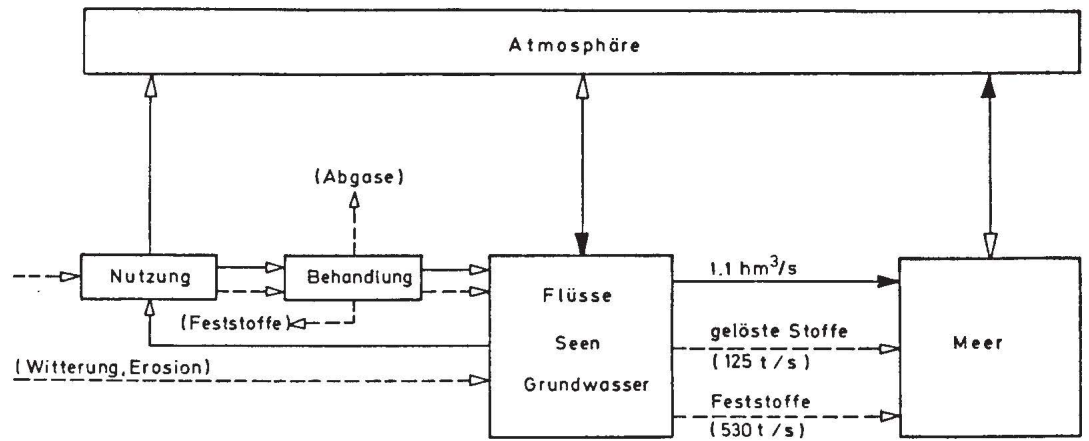 Atmosphäre
(Abgase)
Nutzung
Behandlung
(Feststoffe)
(Witterung, Erosion)
Flüsse
Seen
Grundwasser
1.1 hm³/s
gelöste Stoffe
(125 t/s)
Feststoffe
(530 t/s)
Meer